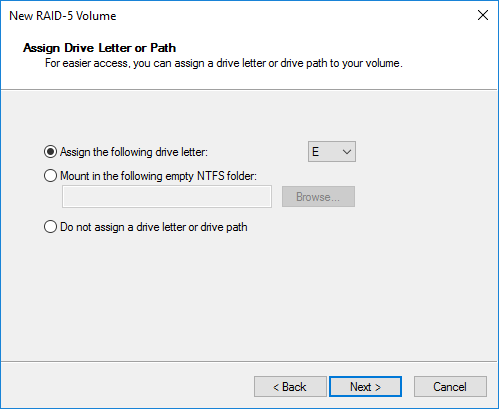 New RAID-5 Volume
Assign Drive Letter or Path
For easier access, you can assign a drive letter or drive path to your volume.
Assign the following drive letter:
E
Mount in the following empty NTFS folder:
Browse...
Do not assign a drive letter or drive path
< Back
Next >
Cancel